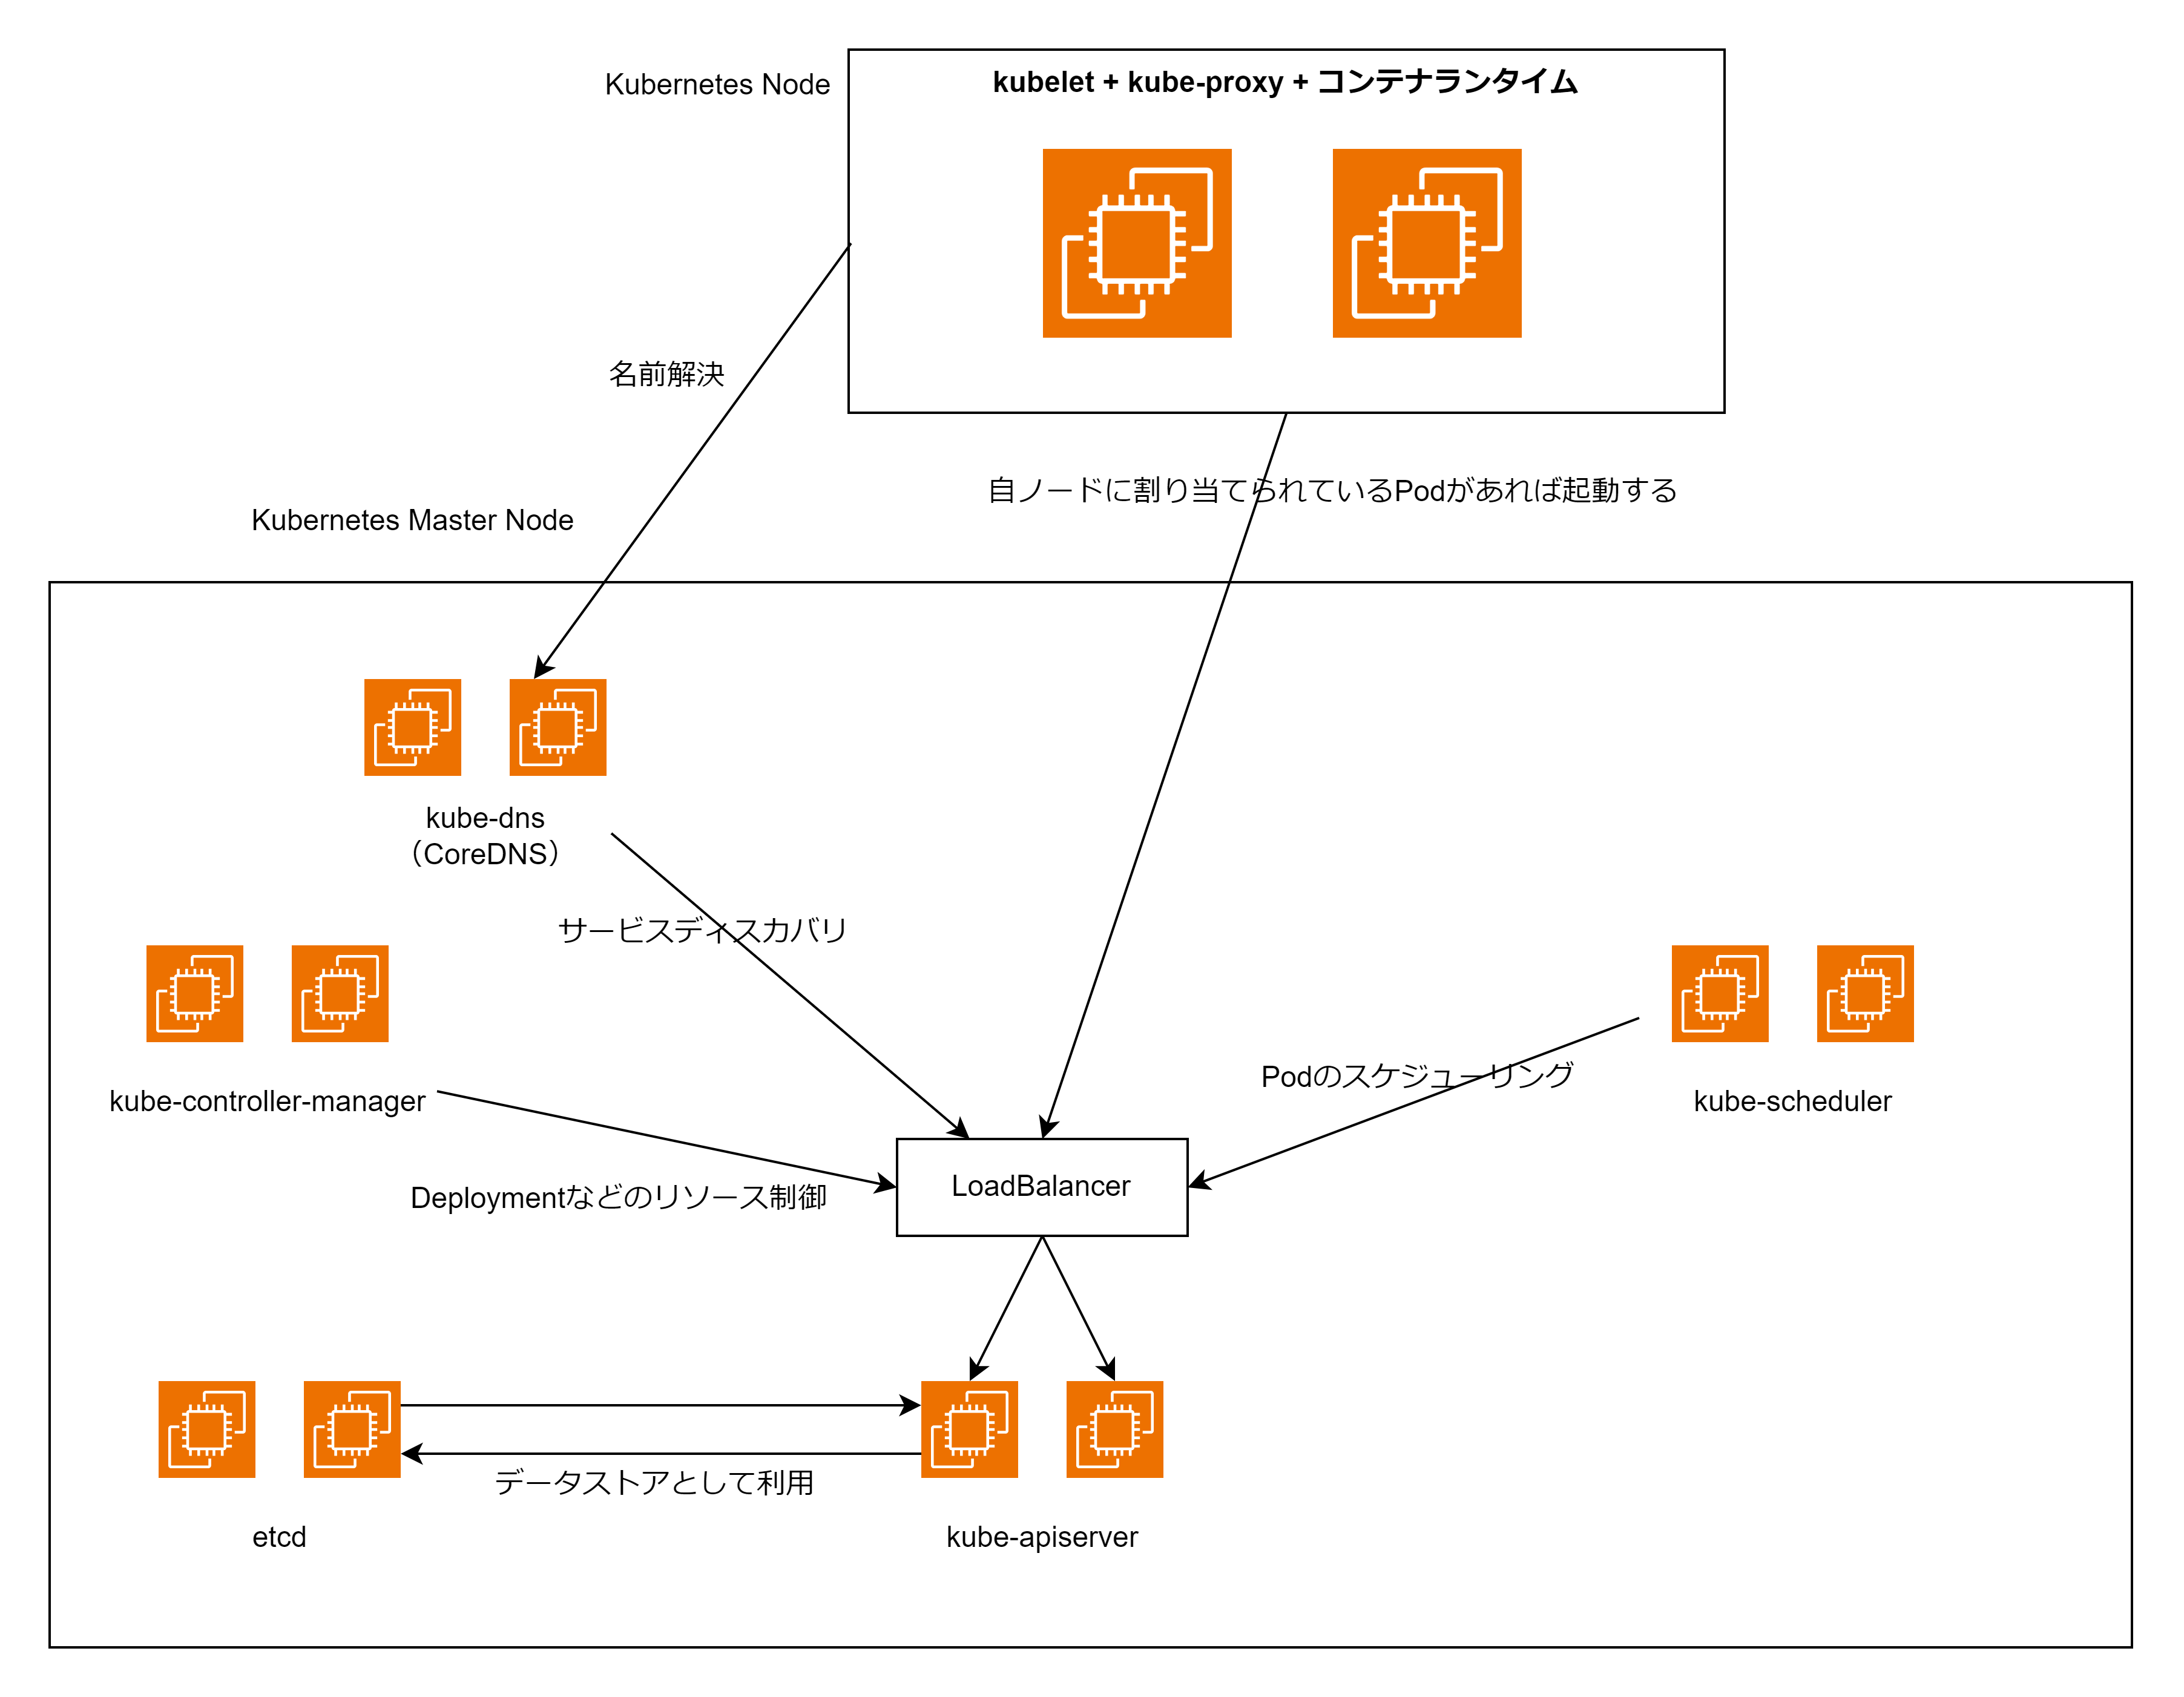 Kubernetes Node
kubelet + kube-proxy + コンテナランタイム
名前解決
自ノードに割り当てられているPodがあれば起動する
Kubernetes Master Node
kube-dns
（CoreDNS）
サービスディスカバリ
kube-controller-manager
Podのスケジューリング
kube-scheduler
Deploymentなどのリソース制御
LoadBalancer
データストアとして利用
etcd
kube-apiserver